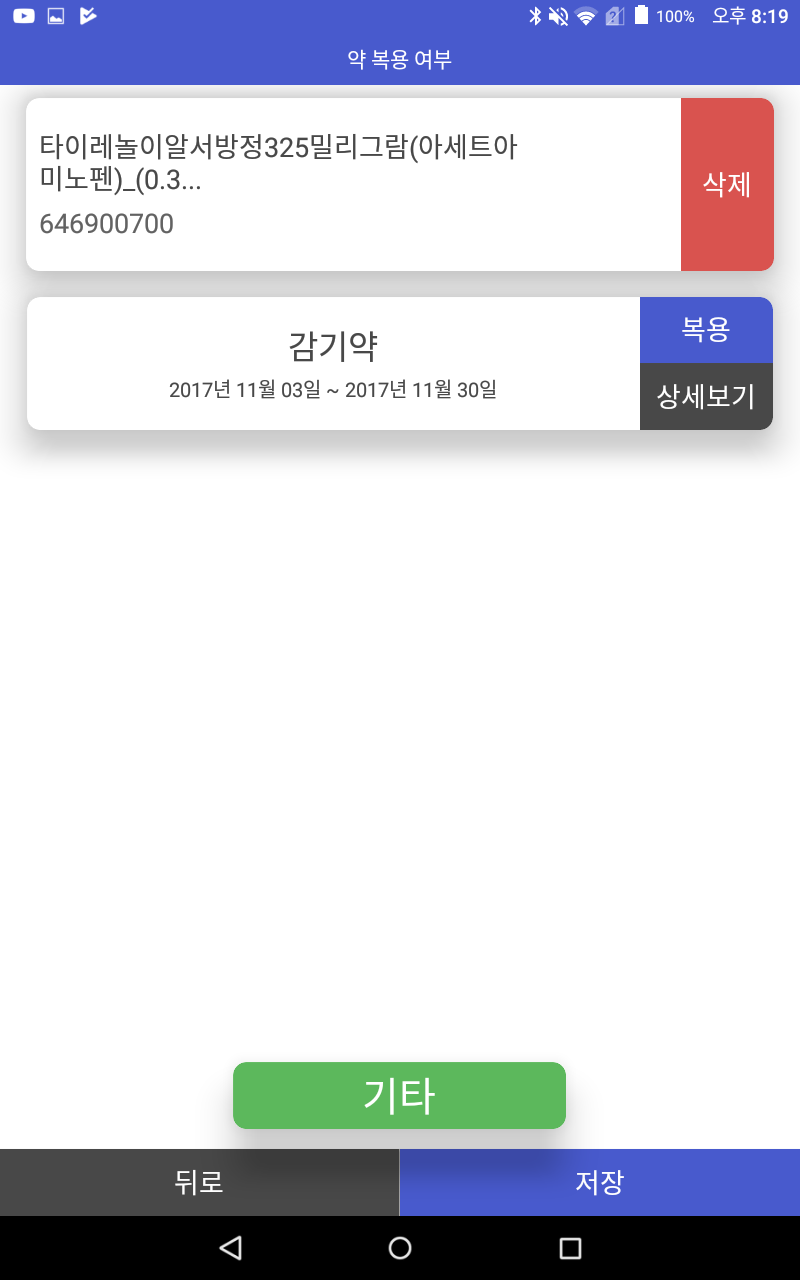 100% 오후 8:19
약 복용 여부
타이레놀이알서방정325밀리그람(아세트아
미노펜)_(0.3...
646900700
삭제
감기약
2017년 11월 03일 ~ 2017년 11월 30일
복용
상세보기
기타
뒤로
저장